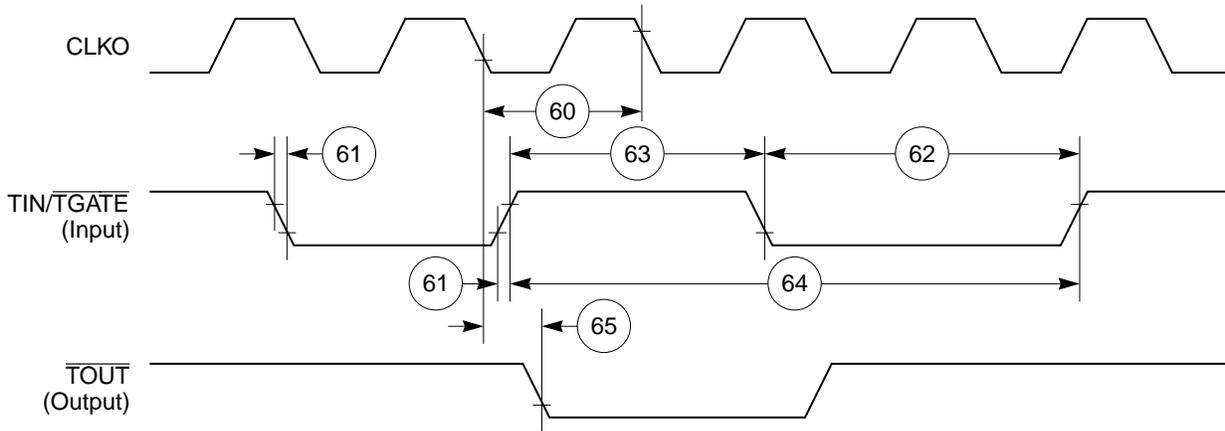 CLKO
60
61
63
62
TIN/TGATE
(Input)
61
64
65
TOUT
(Output)